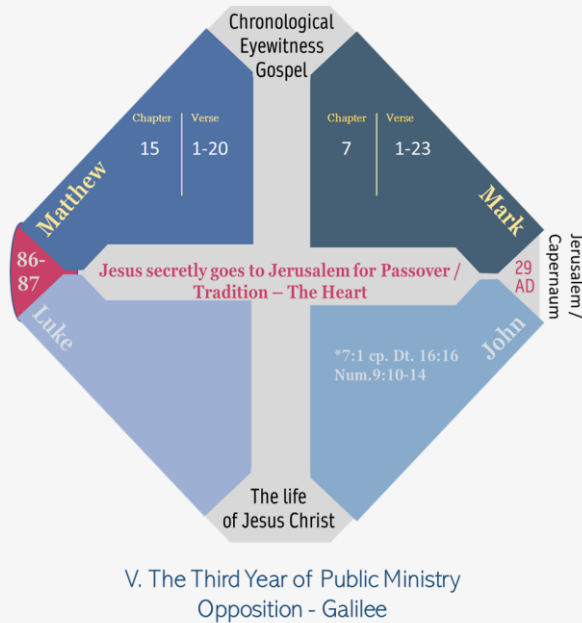 Chronological
Eyewitness
Gospel
Chapter
Verse
15
1-20
Matthew
Chapter
Verse
7
1-23
Mark
86-
87
Jesus secretly goes to Jerusalem for Passover /
Tradition – The Heart
29
AD
Jerusalem /
Capernaum
Luke
*7:1 cp. Dt. 16:16
Num.9:10-14
John
The life
of Jesus Christ
V. The Third Year of Public Ministry
Opposition - Galilee